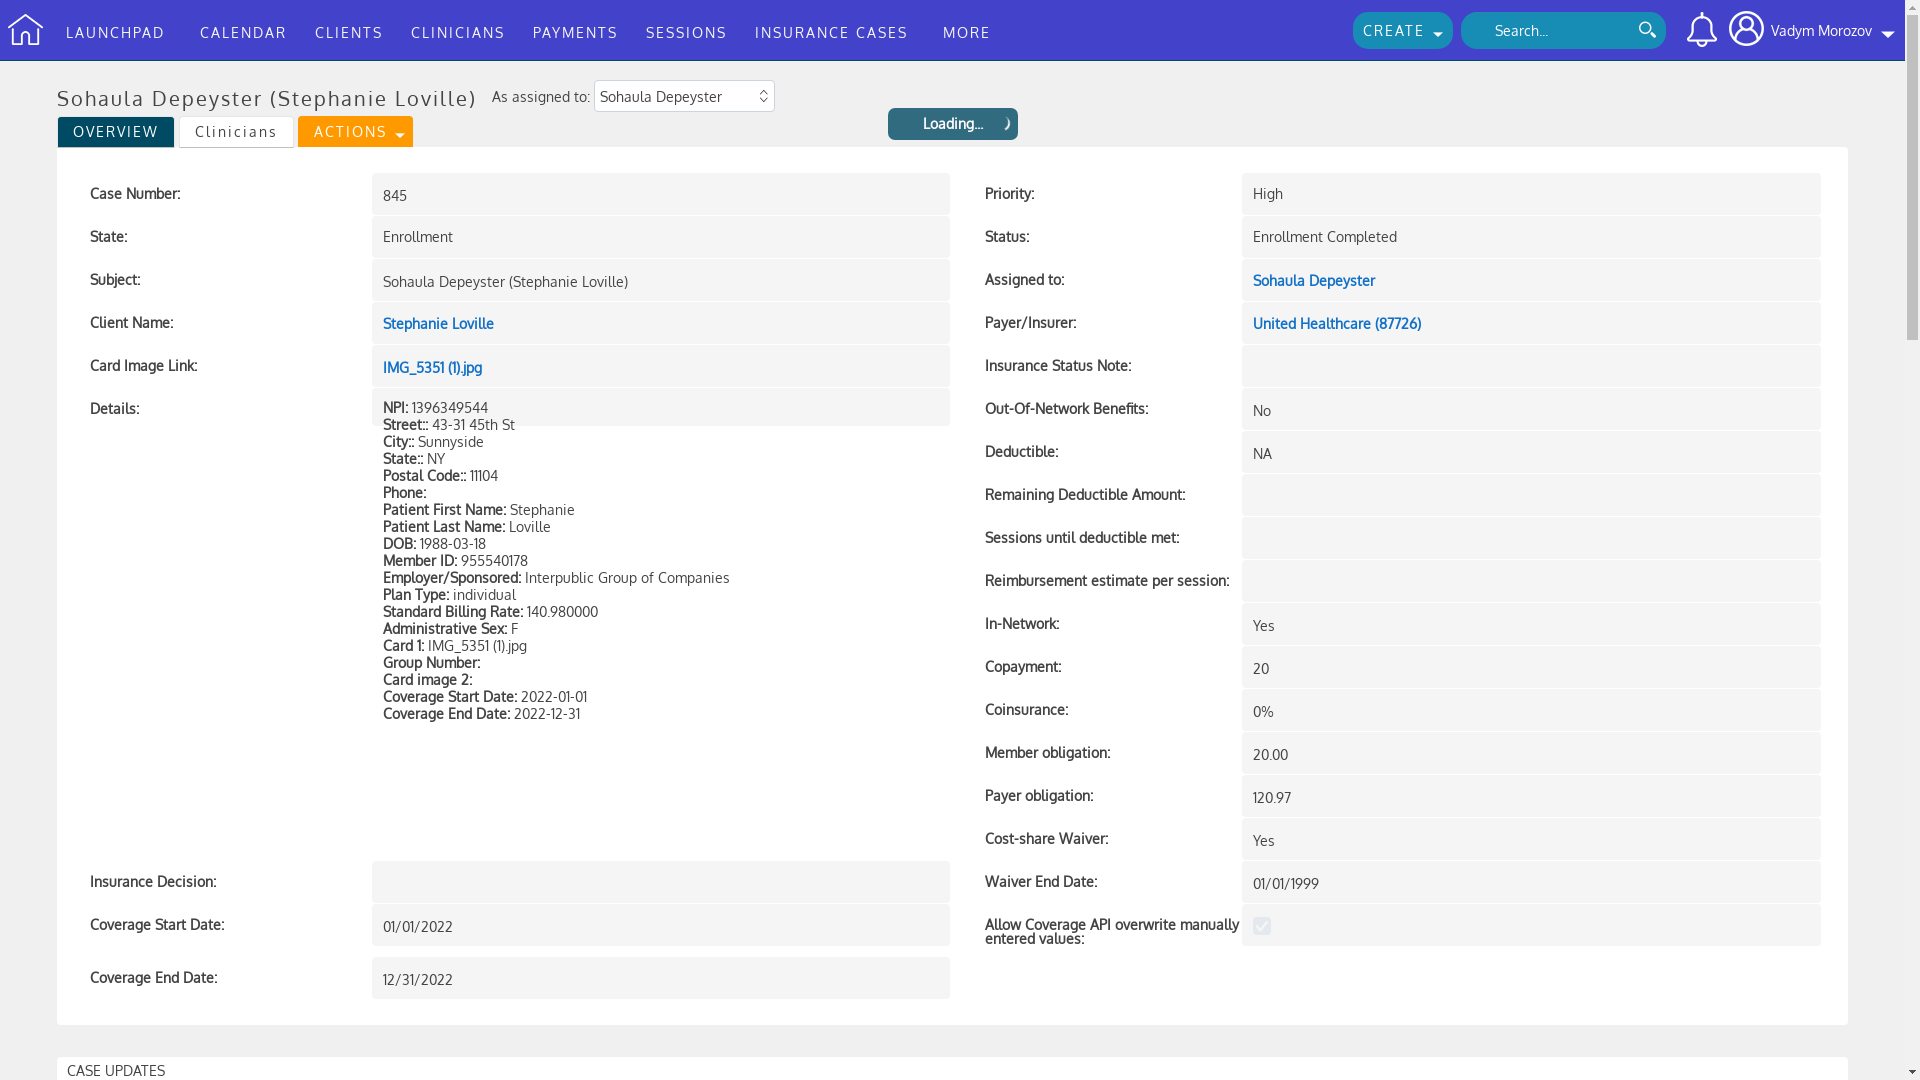 LAUNCHPAD CALENDAR CLIENTS CLINICIANS PAYMENTS SESSIONS INSURANCE CASES MORE CREATE Search... Vadym Morozov
Sohaula Depeyster (Stephanie Loville) As assigned to: Sohaula Depeyster
Loading...
OVERVIEW Clinicians ACTIONS
Case Number: 845 Priority: High
State: Enrollment Status: Enrollment Completed
Subject: Sohaula Depeyster (Stephanie Loville) Assigned to: Sohaula Depeyster
Client Name: Stephanie Loville Payer/Insurer: United Healthcare (87726)
Card Image Link: IMG_5351 (1).jpg Insurance Status Note:
Details:
NPI: 1396349544
Street:: 43-31 45th St
City:: Sunnyside
State:: NY
Postal Code:: 11104
Phone:
Patient First Name: Stephanie
Patient Last Name: Loville
DOB: 1988-03-18
Member ID: 955540178
Employer/Sponsored: Interpublic Group of Companies
Plan Type: individual
Standard Billing Rate: 140.980000
Administrative Sex: F
Card 1: IMG_5351 (1).jpg
Group Number:
Card image 2:
Coverage Start Date: 2022-01-01
Coverage End Date: 2022-12-31
Out-Of-Network Benefits: No
Deductible: NA
Remaining Deductible Amount:
Sessions until deductible met:
Reimbursement estimate per session:
In-Network: Yes
Copayment: 20
Coinsurance: 0%
Member obligation: 20.00
Payer obligation: 120.97
Cost-share Waiver: Yes
Insurance Decision: Waiver End Date: 01/01/1999
Coverage Start Date: 01/01/2022 Allow Coverage API overwrite manually
entered values:
Coverage End Date: 12/31/2022
CASE UPDATES